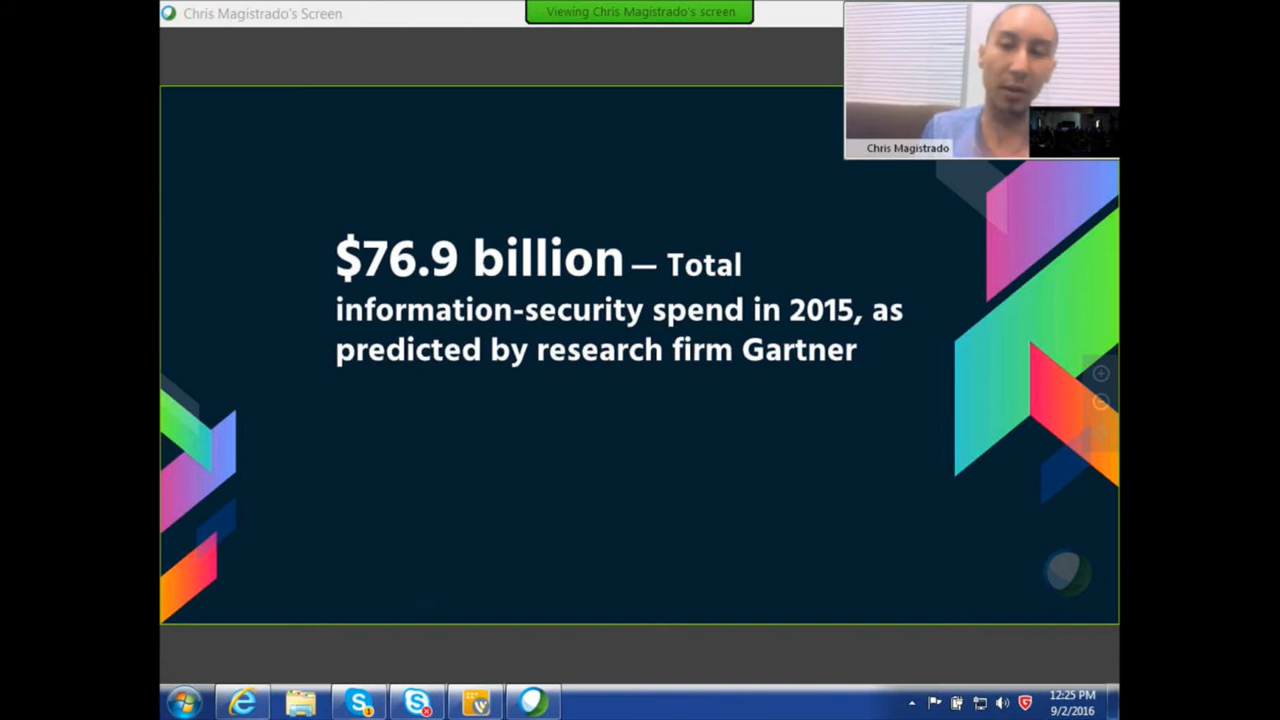 Chris Magistrado's Screen
Viewing Chris Magistrado's screen
Chris Magistrado
$76.9 billion — Total
information-security spend in 2015, as
predicted by research firm Gartner
12:25 PM
9/2/2016